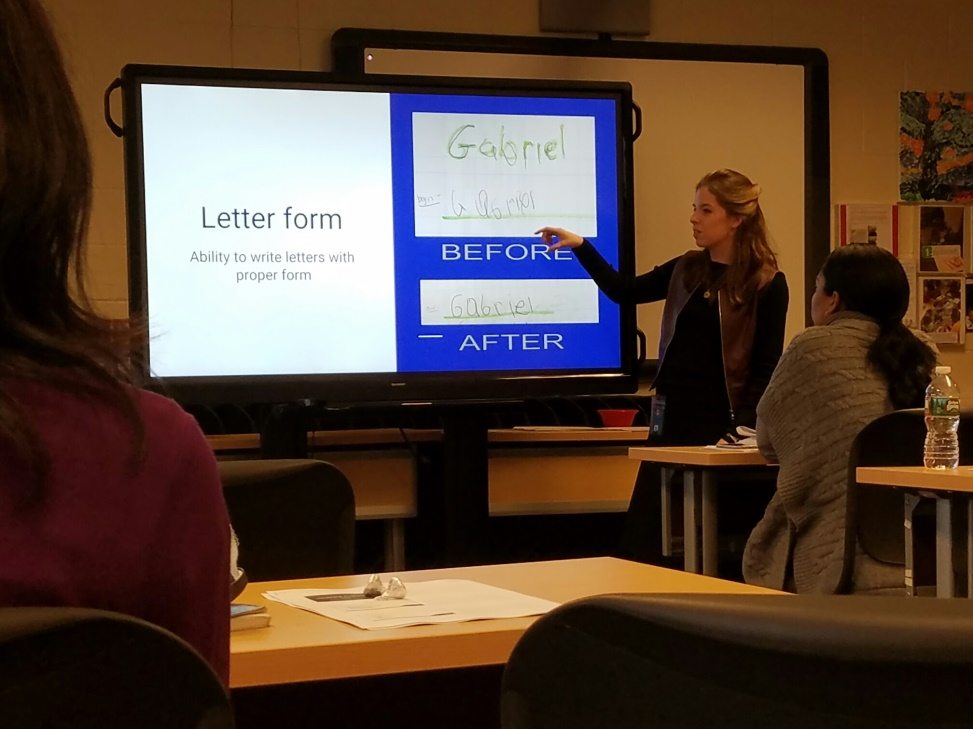 Letter form
Ability to write letters with
proper form
Gabriel
Gabriel
BEFORE
Gabriel
AFTER